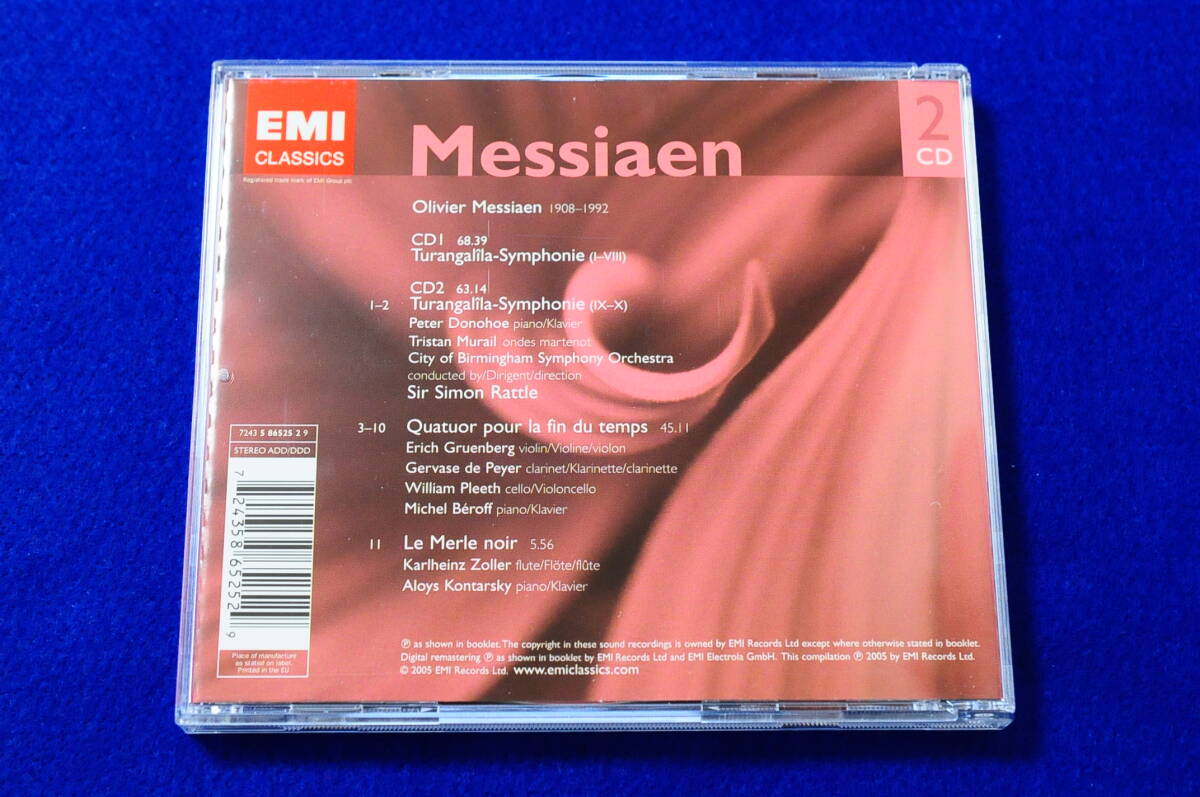 EMI
CLASSICS
Registered trade mark of EMI Group plc
Messiaen
2
CD
Olivier Messiaen 1908–1992
CD1 68.39
Turangalîla-Symphonie (I–VIII)
CD2 63.14
1–2 Turangalîla-Symphonie (IX–X)
Peter Donohoe piano/Klavier
Tristan Murail ondes martenot
City of Birmingham Symphony Orchestra
conducted by/Dirigent/direction
Sir Simon Rattle
3–10 Quatuor pour la fin du temps 45.11
Erich Gruenberg violin/Violine/violon
Gervase de Peyer clarinet/Klarinette/clarinette
William Pleeth cello/Violoncello
Michel Béroff piano/Klavier
11 Le Merle noir 5.56
Karlheinz Zoller flute/Flöte/flûte
Aloys Kontarsky piano/Klavier
7243 5 86525 2 9
STEREO ADD/DDD
7 24358 65252 9
Place of manufacture
as stated on label.
Printed in the EU
℗ as shown in booklet. The copyright in these sound recordings is owned by EMI Records Ltd except where otherwise stated in booklet.
Digital remastering ℗ as shown in booklet by EMI Records Ltd and EMI Electrola GmbH. This compilation ℗ 2005 by EMI Records Ltd.
© 2005 EMI Records Ltd. www.emiclassics.com